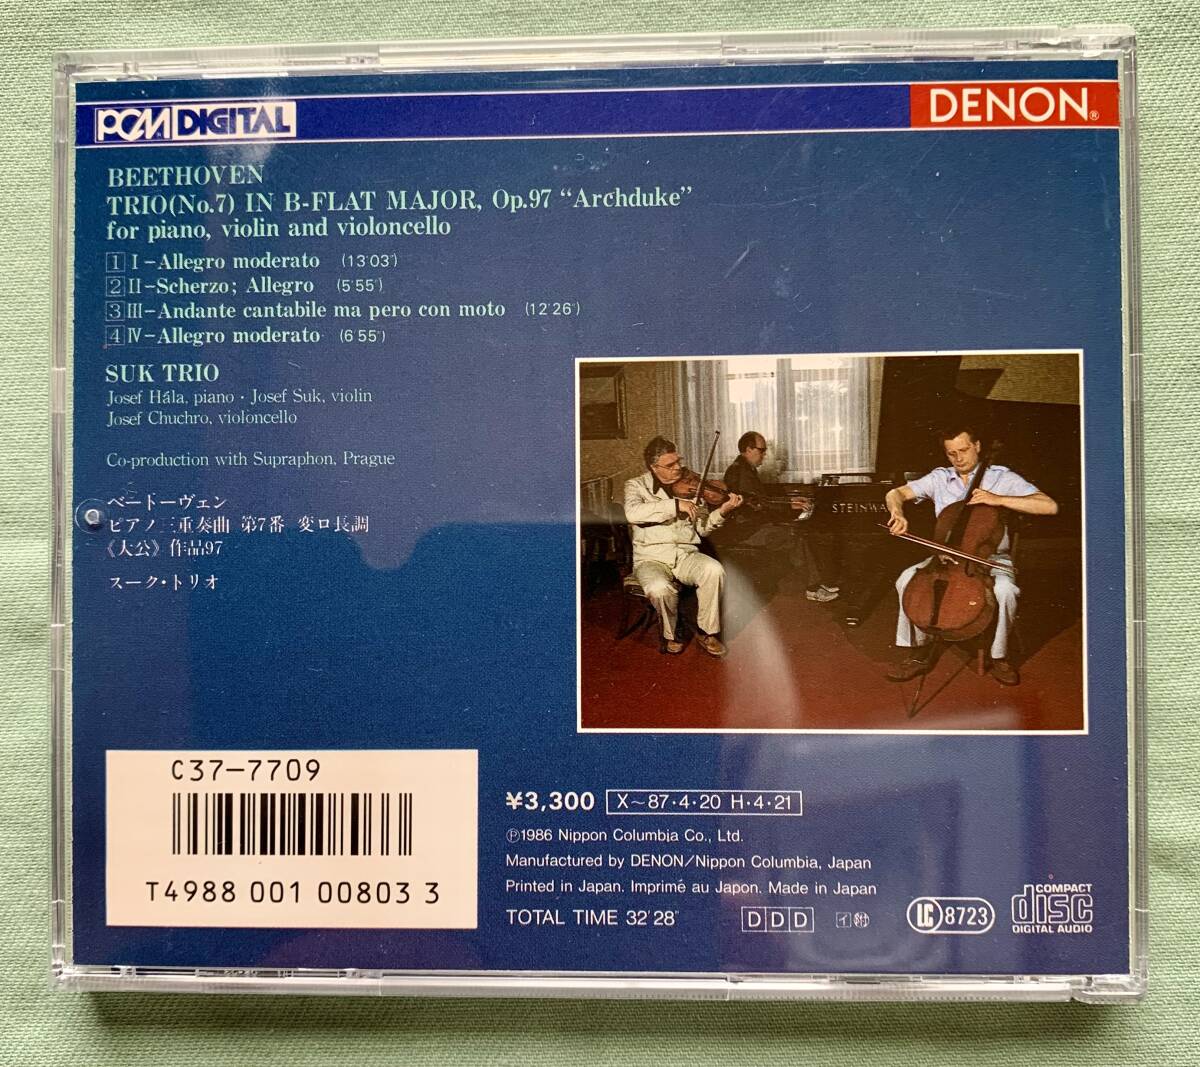 PCM DIGITAL
DENON®
BEETHOVEN
TRIO(No.7) IN B-FLAT MAJOR, Op.97 “Archduke”
for piano, violin and violoncello
1 I-Allegro moderato (13'03")
2 II-Scherzo; Allegro (5'55")
3 III-Andante cantabile ma pero con moto (12'26")
4 IV-Allegro moderato (6'55")
SUK TRIO
Josef Hála, piano・Josef Suk, violin
Josef Chuchro, violoncello
Co-production with Supraphon, Prague
ベートーヴェン
ピアノ三重奏曲 第7番 変ロ長調
《大公》作品97
スーク・トリオ
STEINWA
C37-7709
T4988 001 00803 3
¥3,300 X〜87・4・20 H・4・21
Ⓟ1986 Nippon Columbia Co., Ltd.
Manufactured by DENON/Nippon Columbia, Japan
Printed in Japan. Imprimé au Japon. Made in Japan
TOTAL TIME 32'28" DDD イ
LC 8723
COMPACT
disc
DIGITAL AUDIO